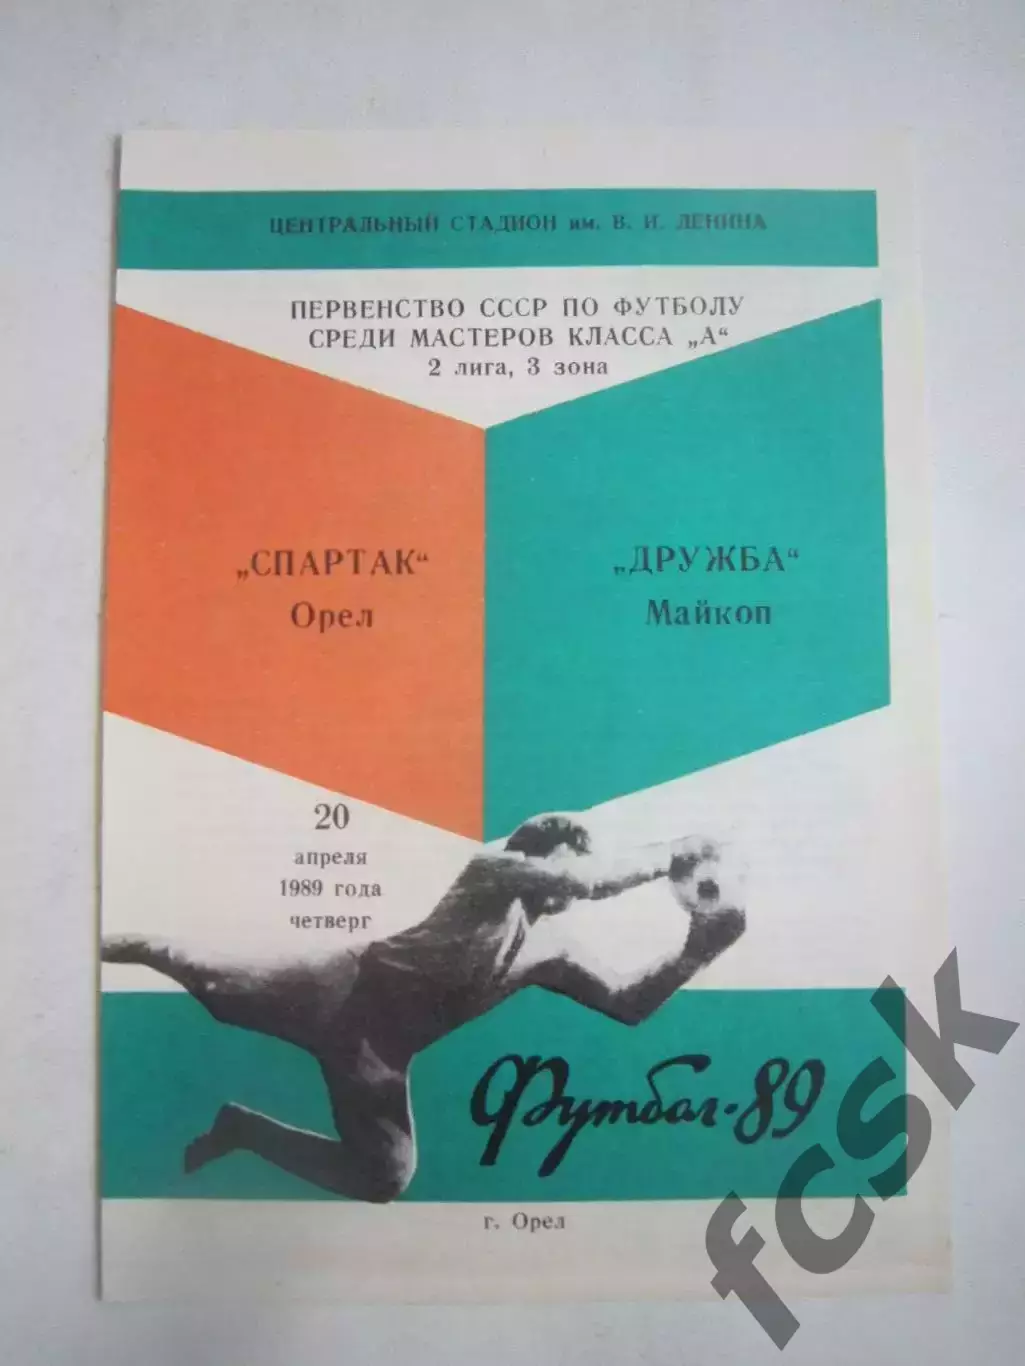 ЦЕНТРАЛЬНЫЙ СТАДИОН им. В. И. ЛЕНИНА
ПЕРВЕНСТВО СССР ПО ФУТБОЛУ
СРЕДИ МАСТЕРОВ КЛАССА „А“
2 лига, 3 зона
„СПАРТАК“
Орел
„ДРУЖБА“
Майкоп
20
апреля
1989 года
четверг
Футбол-89
г. Орел
fcsk